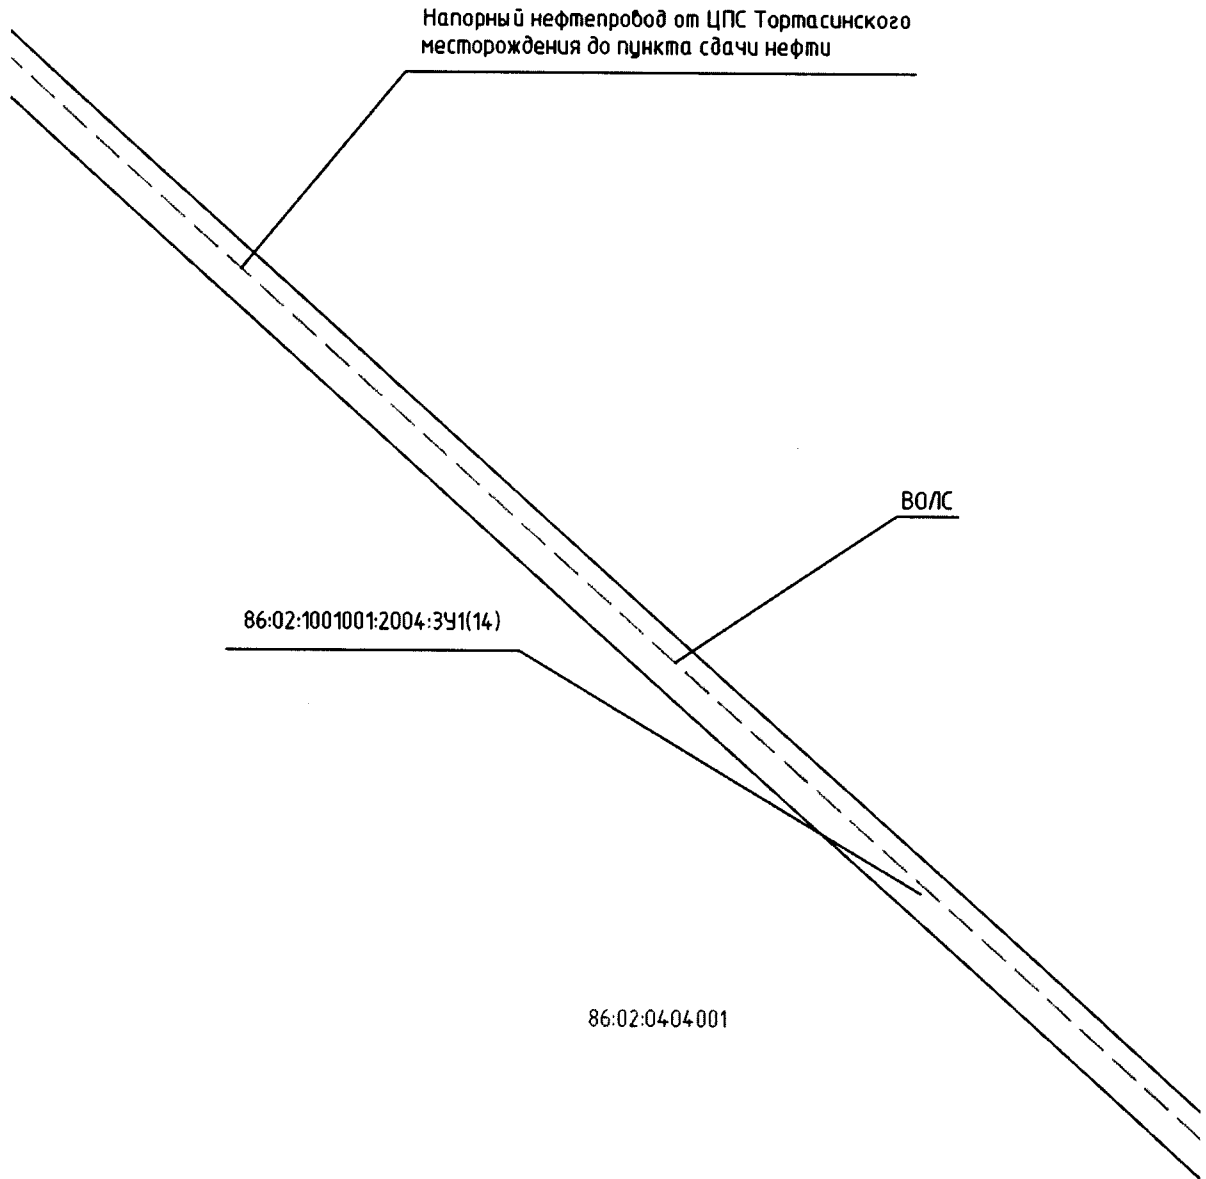 Напорный нефтепровод от ЦПС Тортасинского
месторождения до пункта сдачи нефти
ВОЛС
86:02:1001001:2004:ЗУ1(14)
86:02:0404001